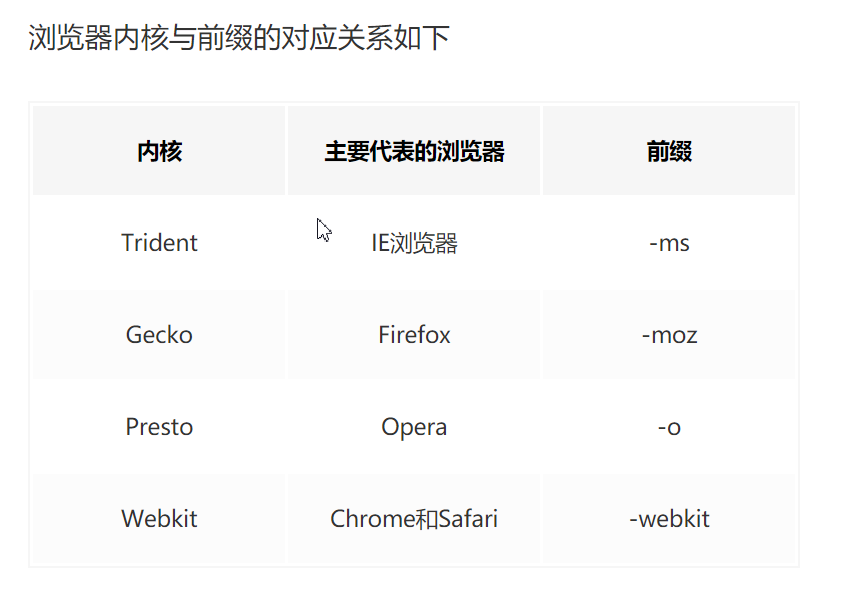 浏览器内核与前缀的对应关系如下
内核 主要代表的浏览器 前缀
Trident IE浏览器 -ms
Gecko Firefox -moz
Presto Opera -o
Webkit Chrome和Safari -webkit